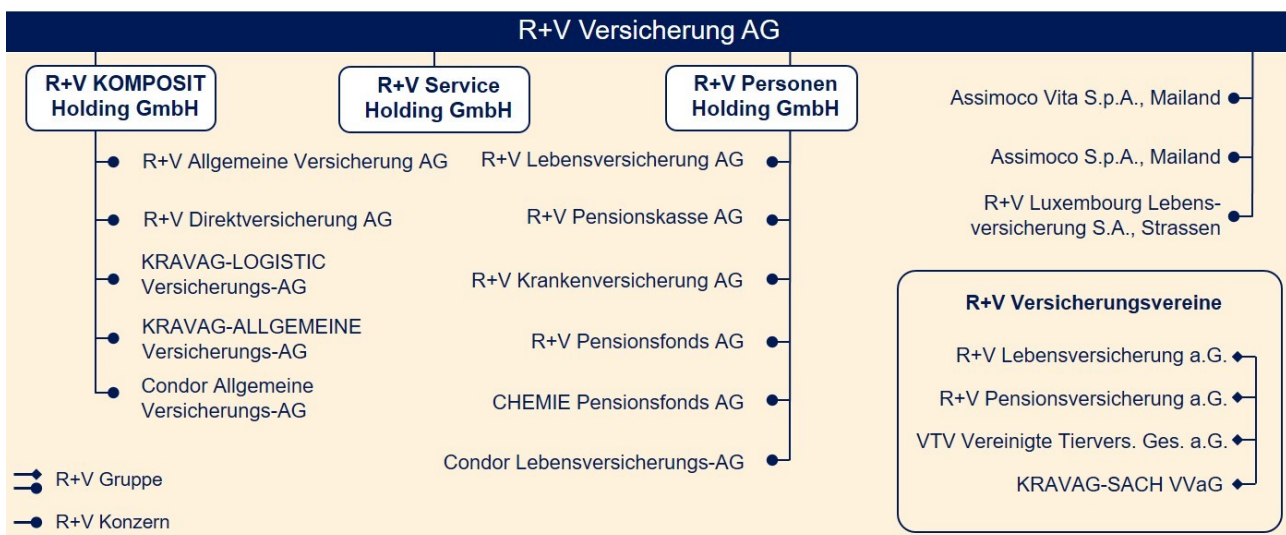 R+V Versicherung AG
R+V KOMPOSIT
Holding GmbH
R+V Allgemeine Versicherung AG
R+V Direktversicherung AG
KRAVAG-LOGISTIC
Versicherungs-AG
KRAVAG-ALLGEMEINE
Versicherungs-AG
Condor Allgemeine
Versicherungs-AG
R+V Service
Holding GmbH
R+V Personen
Holding GmbH
R+V Lebensversicherung AG
R+V Pensionskasse AG
R+V Krankenversicherung AG
R+V Pensionsfonds AG
CHEMIE Pensionsfonds AG
Condor Lebensversicherungs-AG
Assimoco Vita S.p.A., Mailand
Assimoco S.p.A., Mailand
R+V Luxembourg Lebens-
versicherung S.A., Strassen
R+V Versicherungsvereine
R+V Lebensversicherung a.G.
R+V Pensionsversicherung a.G.
VTV Vereinigte Tiervers. Ges. a.G.
KRAVAG-SACH VVaG
R+V Gruppe
R+V Konzern